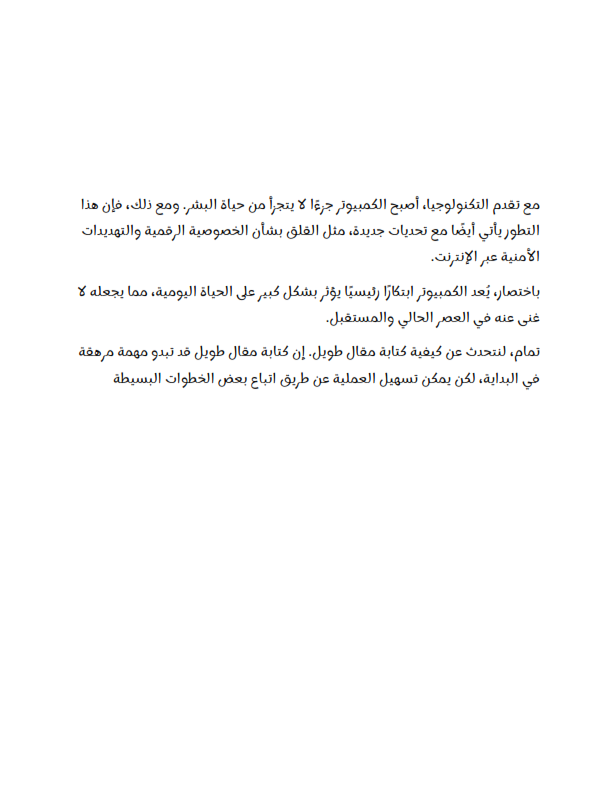 مع تقدم التكنولوجيا، أصبح الكمبيوتر جزءًا لا يتجزأ من حياة البشر. ومع ذلك، فإن هذا
التطور يأتي أيضًا مع تحديات جديدة، مثل القلق بشأن الخصوصية الرقمية والتهديدات
الأمنية عبر الإنترنت.
باختصار، يُعد الكمبيوتر ابتكارًا رئيسيًا يؤثر بشكل كبير على الحياة اليومية، مما يجعله لا
غنى عنه في العصر الحالي والمستقبل.
تمام، لنتحدث عن كيفية كتابة مقال طويل. إن كتابة مقال طويل قد تبدو مهمة مرهقة
في البداية، لكن يمكن تسهيل العملية عن طريق اتباع بعض الخطوات البسيطة